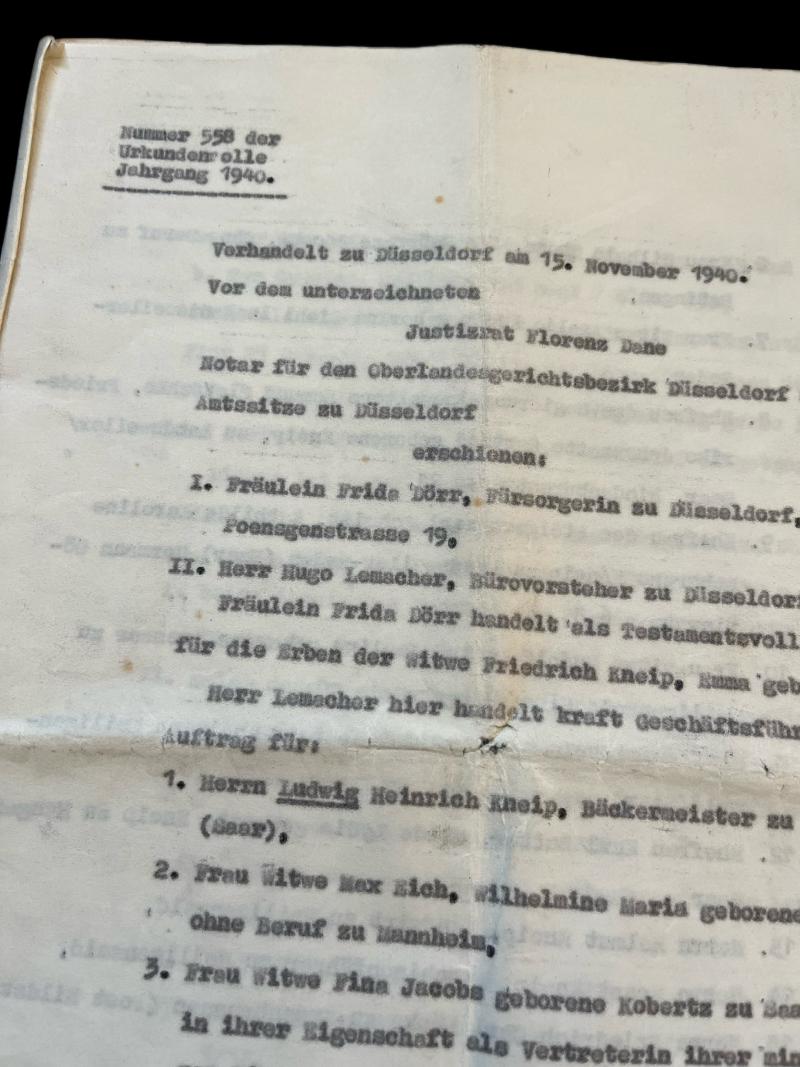 Nummer 558 der
Urkundenrolle
Jahrgang 1940.
Verhandelt zu Düsseldorf am 15. November 1940.
Vor dem unterzeichneten
Justizrat Florenz Dane
Notar für den Oberlandesgerichtsbezirk Düsseldorf
Amtssitze zu Düsseldorf
erschienen:
I. Fräulein Frida Dörr, Fürsorgerin zu Düsseldorf,
Poensgenstrasse 19,
II. Herr Hugo Lemacher, Bürovorsteher zu Düsseldorf
Fräulein Frida Dörr handelt als Testamentsvoll
für die Erben der Witwe Friedrich Kneip, Emma geb
Herr Lemacher hier handelt kraft Geschäftsführ
Auftrag für:
1. Herrn Ludwig Heinrich Kneip, Bäckermeister zu
(Saar),
2. Frau Witwe Max Eich, Wilhelmine Maria geborene
ohne Beruf zu Mannheim,
3. Frau Witwe Fina Jacobs geborene Kobertz zu Saa
in ihrer Eigenschaft als Vertreterin ihrer min